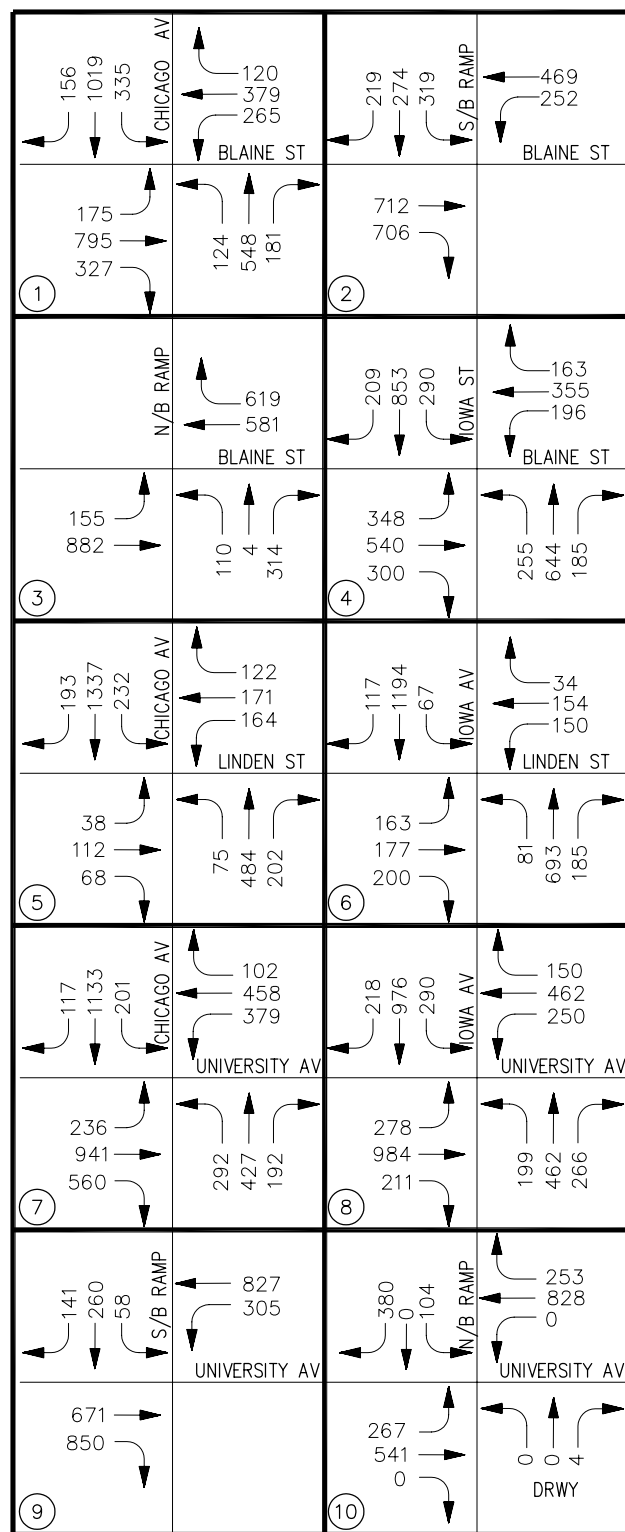 156 1019 335
CHICAGO AV
120
379
265
BLAINE ST
175
795
327
124 548 181
1
219 274 319
S/B RAMP
469
252
BLAINE ST
712
706
2
N/B RAMP
619
581
BLAINE ST
155
882
110 4 314
3
209 853 290
IOWA ST
163
355
196
BLAINE ST
348
540
300
255 644 185
4
193 1337 232
CHICAGO AV
122
171
164
LINDEN ST
38
112
68
75 484 202
5
117 1194 67
IOWA AV
34
154
150
LINDEN ST
163
177
200
81 693 185
6
117 1133 201
CHICAGO AV
102
458
379
UNIVERSITY AV
236
941
560
292 427 192
7
218 976 290
IOWA AV
150
462
250
UNIVERSITY AV
278
984
211
199 462 266
8
141 260 58
S/B RAMP
827
305
UNIVERSITY AV
671
850
9
380 0 104
N/B RAMP
253
828
0
UNIVERSITY AV
267
541
0
0 0 4
DRWY
10